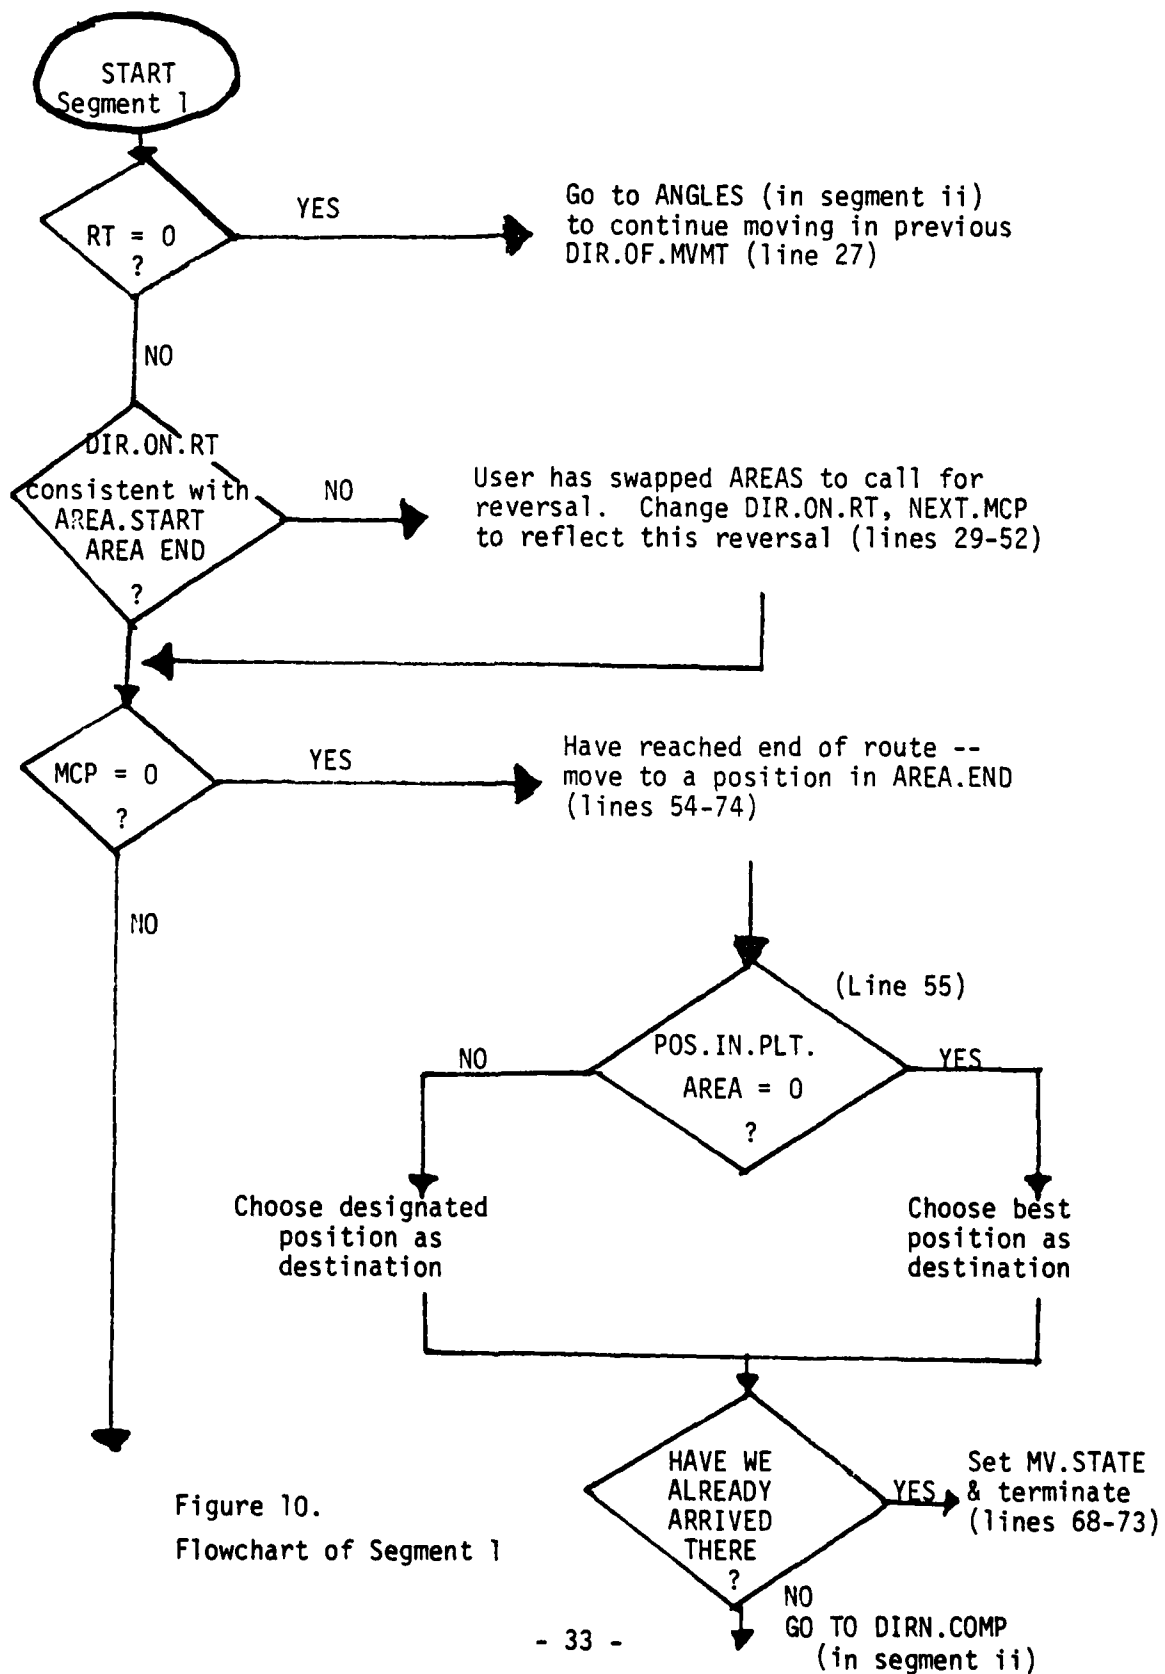 START
Segment 1
RT = 0
?
YES
Go to ANGLES (in segment ii)
to continue moving in previous
DIR.OF.MVMT (line 27)
NO
DIR.ON.RT
consistent with
AREA.START
AREA END
?
NO
User has swapped AREAS to call for
reversal. Change DIR.ON.RT, NEXT.MCP
to reflect this reversal (lines 29-52)
MCP = 0
?
YES
Have reached end of route --
move to a position in AREA.END
(lines 54-74)
NO
(Line 55)
POS.IN.PLT.
AREA = 0
?
NO
YES
Choose designated
position as
destination
Choose best
position as
destination
HAVE WE
ALREADY
ARRIVED
THERE
?
YES
Set MV.STATE
& terminate
(lines 68-73)
NO
GO TO DIRN.COMP
(in segment ii)
Figure 10.
Flowchart of Segment 1
- 33 -